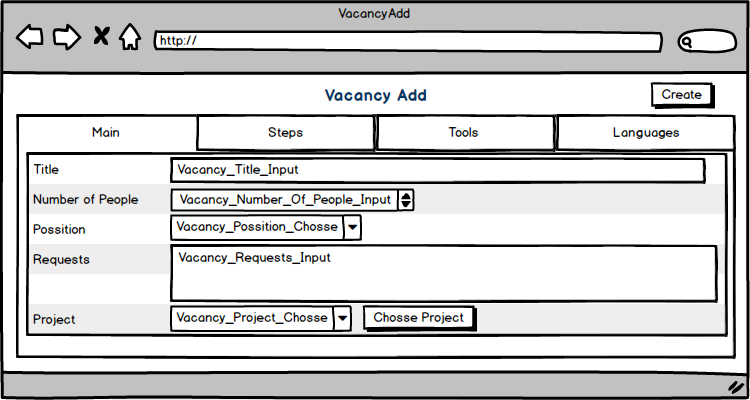 VacancyAdd
http://
Vacancy Add
Create
Main Steps Tools Languages
Title Vacancy_Title_Input
Number of People Vacancy_Number_Of_People_Input
Possition Vacancy_Possition_Chosse
Requests Vacancy_Requests_Input
Project Vacancy_Project_Chosse Chosse Project